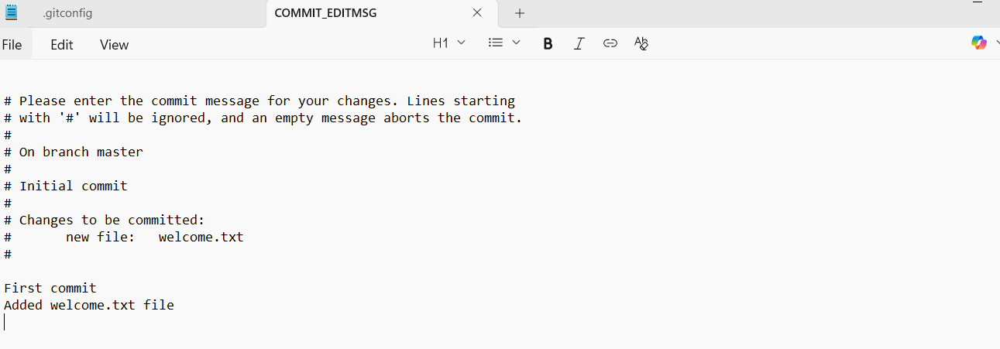 .gitconfig
COMMIT_EDITMSG
File Edit View
H1 B I Ab
# Please enter the commit message for your changes. Lines starting
# with '#' will be ignored, and an empty message aborts the commit.
#
# On branch master
#
# Initial commit
#
# Changes to be committed:
#       new file:   welcome.txt
#
First commit
Added welcome.txt file